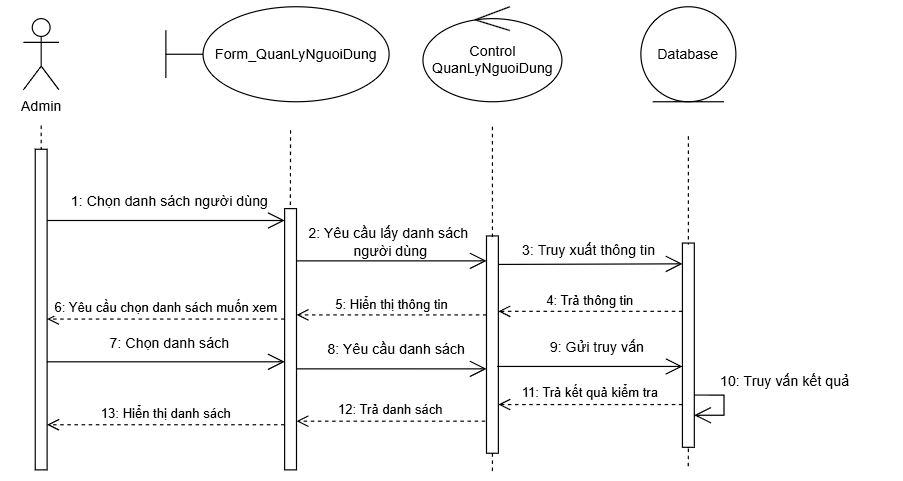 Form_QuanLyNguoiDung
Control
QuanLyNguoiDung
Database
Admin
1: Chọn danh sách người dùng
2: Yêu cầu lấy danh sách
người dùng
3: Truy xuất thông tin
4: Trả thông tin
5: Hiển thị thông tin
6: Yêu cầu chọn danh sách muốn xem
7: Chọn danh sách
8: Yêu cầu danh sách
9: Gửi truy vấn
10: Truy vấn kết quả
11: Trả kết quả kiểm tra
12: Trả danh sách
13: Hiển thị danh sách